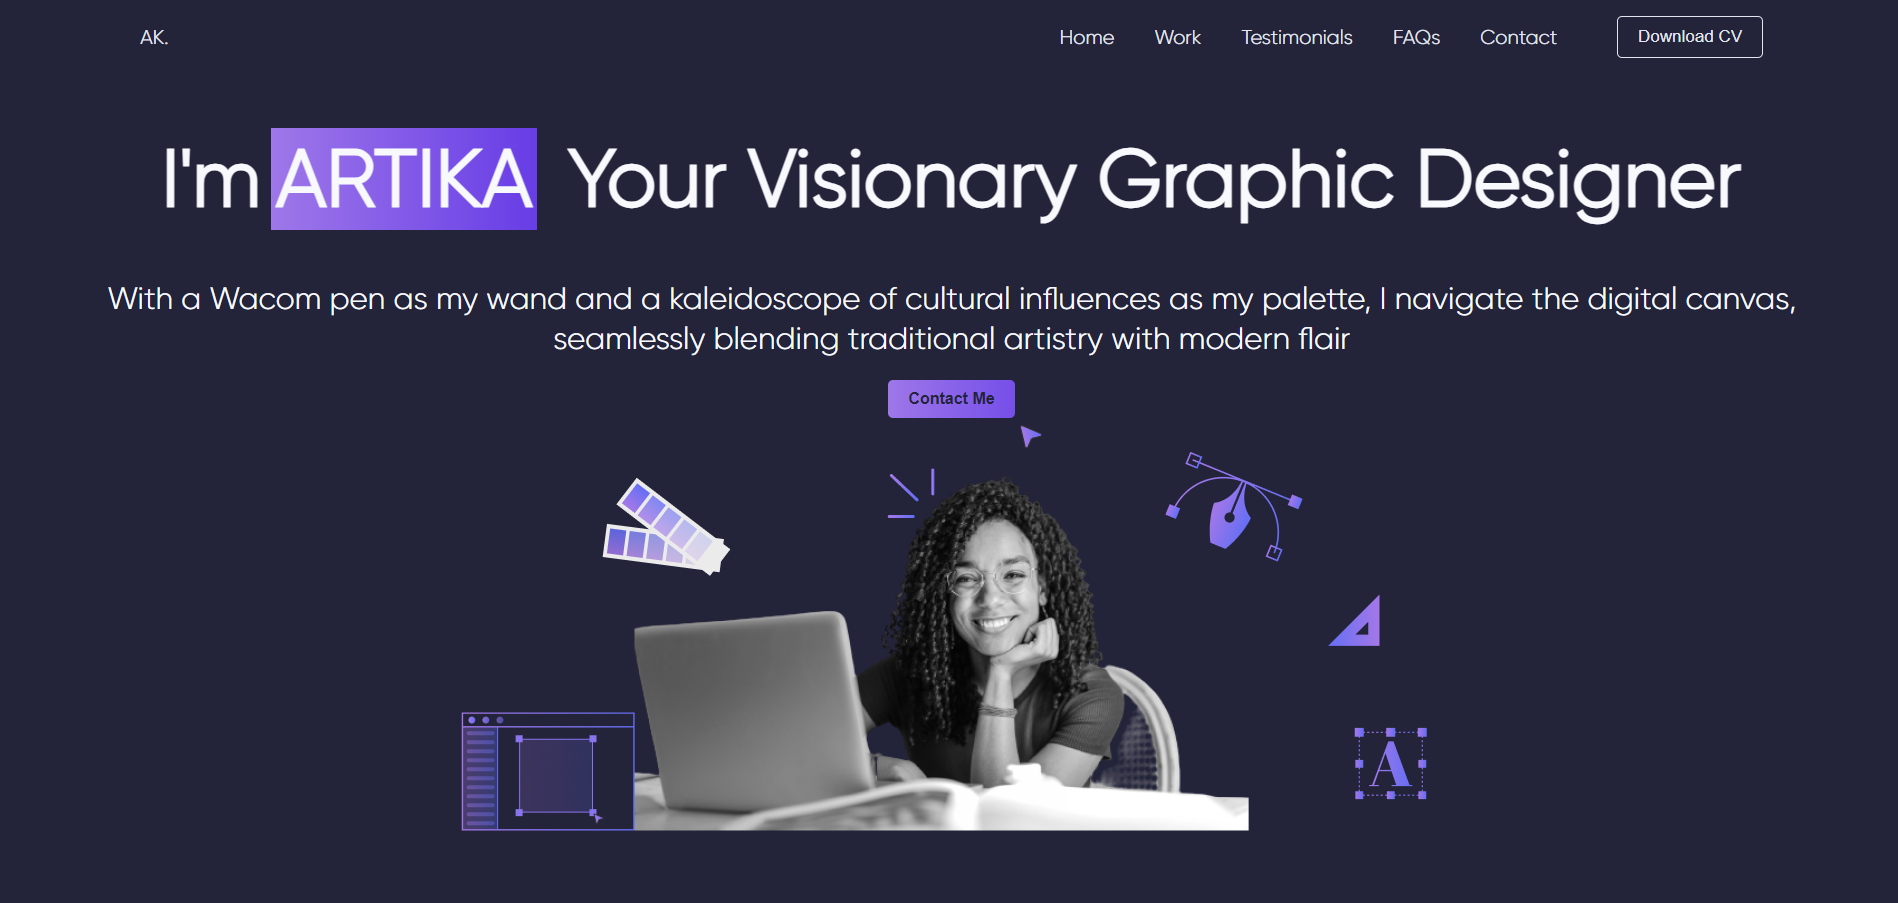 AK.
Home Work Testimonials FAQs Contact Download CV
I'm ARTIKA Your Visionary Graphic Designer
With a Wacom pen as my wand and a kaleidoscope of cultural influences as my palette, I navigate the digital canvas,
seamlessly blending traditional artistry with modern flair
Contact Me
A